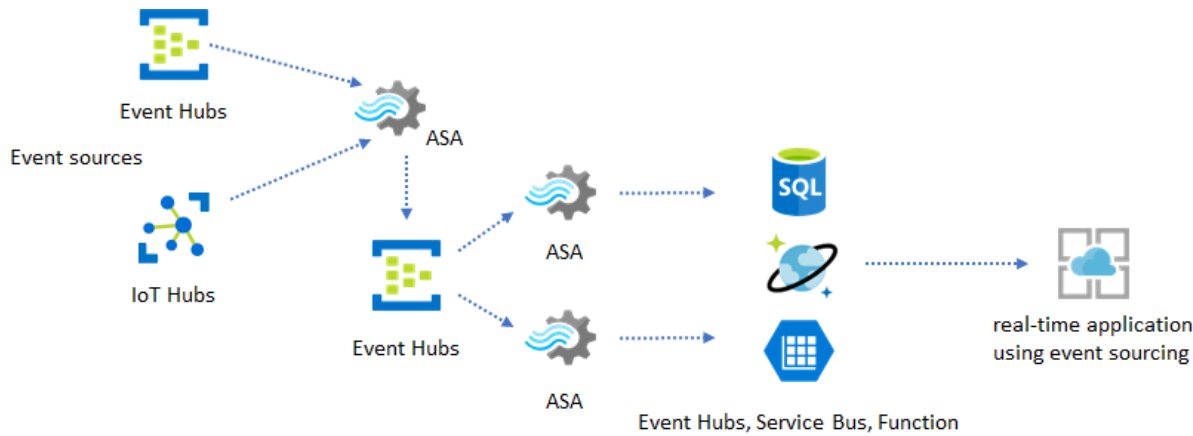 Event Hubs
ASA
Event sources
SQL
ASA
IoT Hubs
real-time application
using event sourcing
Event Hubs
ASA
Event Hubs, Service Bus, Function